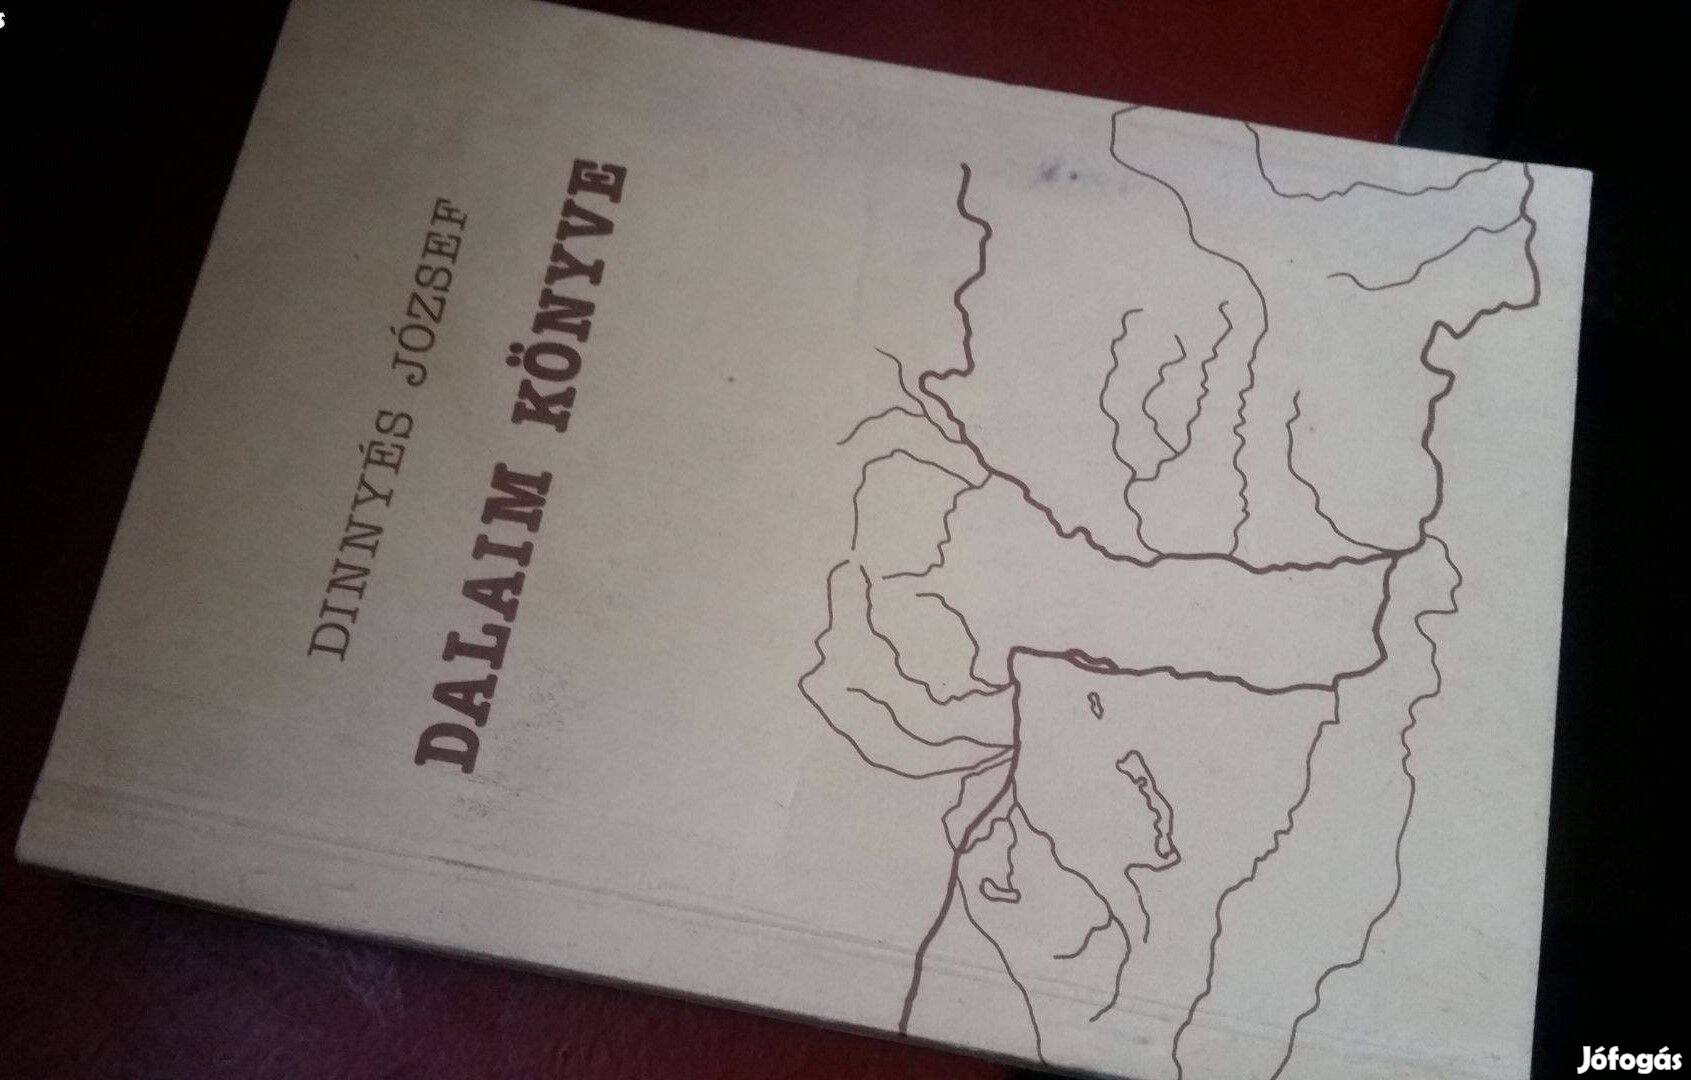 DINNYÉS JÓZSEF
DALAIM KÖNYVE
Jófogás